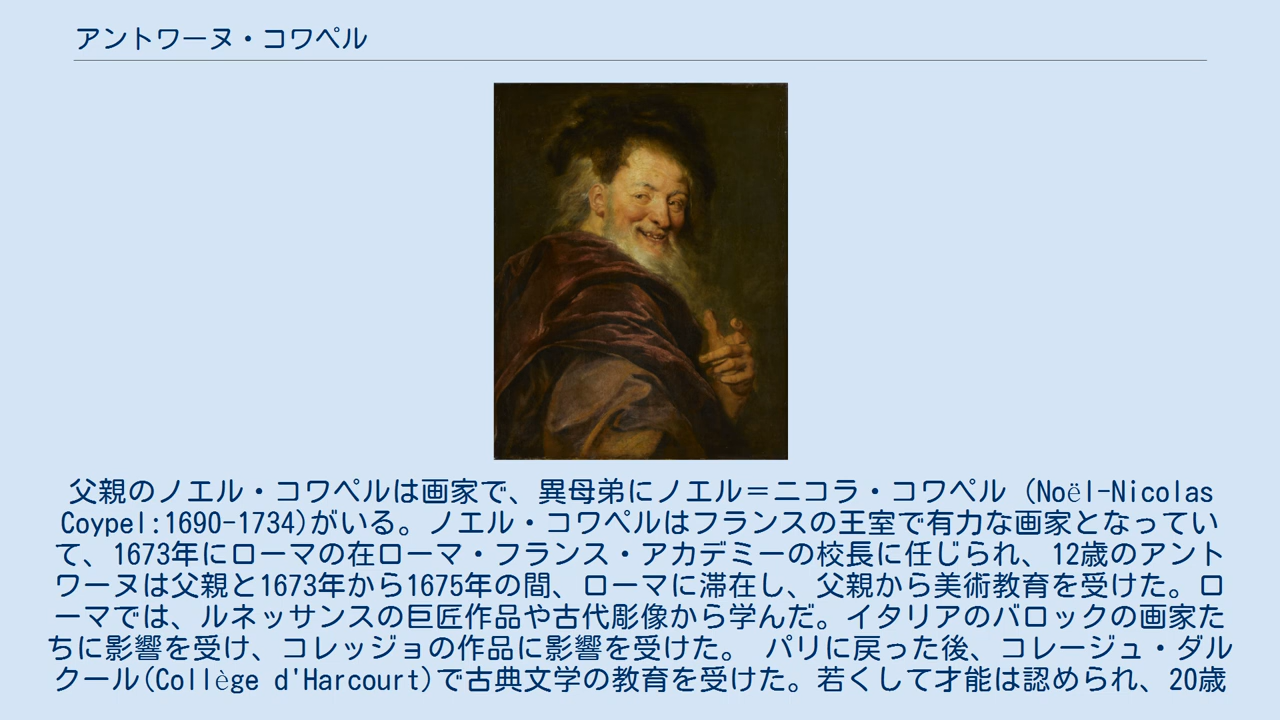 アントワーヌ・コワペル
父親のノエル・コワペルは画家で、異母弟にノエル＝ニコラ・コワペル (Noël-Nicolas
Coypel:1690-1734)がいる。ノエル・コワペルはフランスの王室で有力な画家となってい
て、1673年にローマの在ローマ・フランス・アカデミーの校長に任じられ、12歳のアント
ワーヌは父親と1673年から1675年の間、ローマに滞在し、父親から美術教育を受けた。ロ
ーマでは、ルネッサンスの巨匠作品や古代彫像から学んだ。イタリアのバロックの画家た
ちに影響を受け、コレッジョの作品に影響を受けた。 パリに戻った後、コレージュ・ダル
クール(Collège d'Harcourt)で古典文学の教育を受けた。若くして才能は認められ、20歳